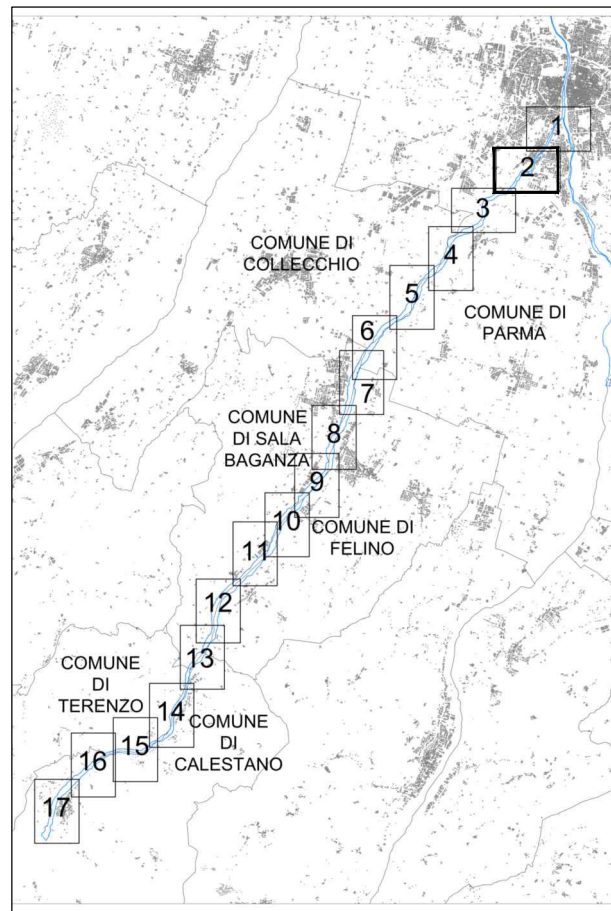 1
2
3
4
COMUNE DI
COLLECCHIO
5
COMUNE DI
PARMA
6
7
COMUNE
DI SALA
BAGANZA
8
9
10
COMUNE DI
FELINO
11
12
13
COMUNE
DI
TERENZO
14
COMUNE
DI
CALESTANO
15
16
17